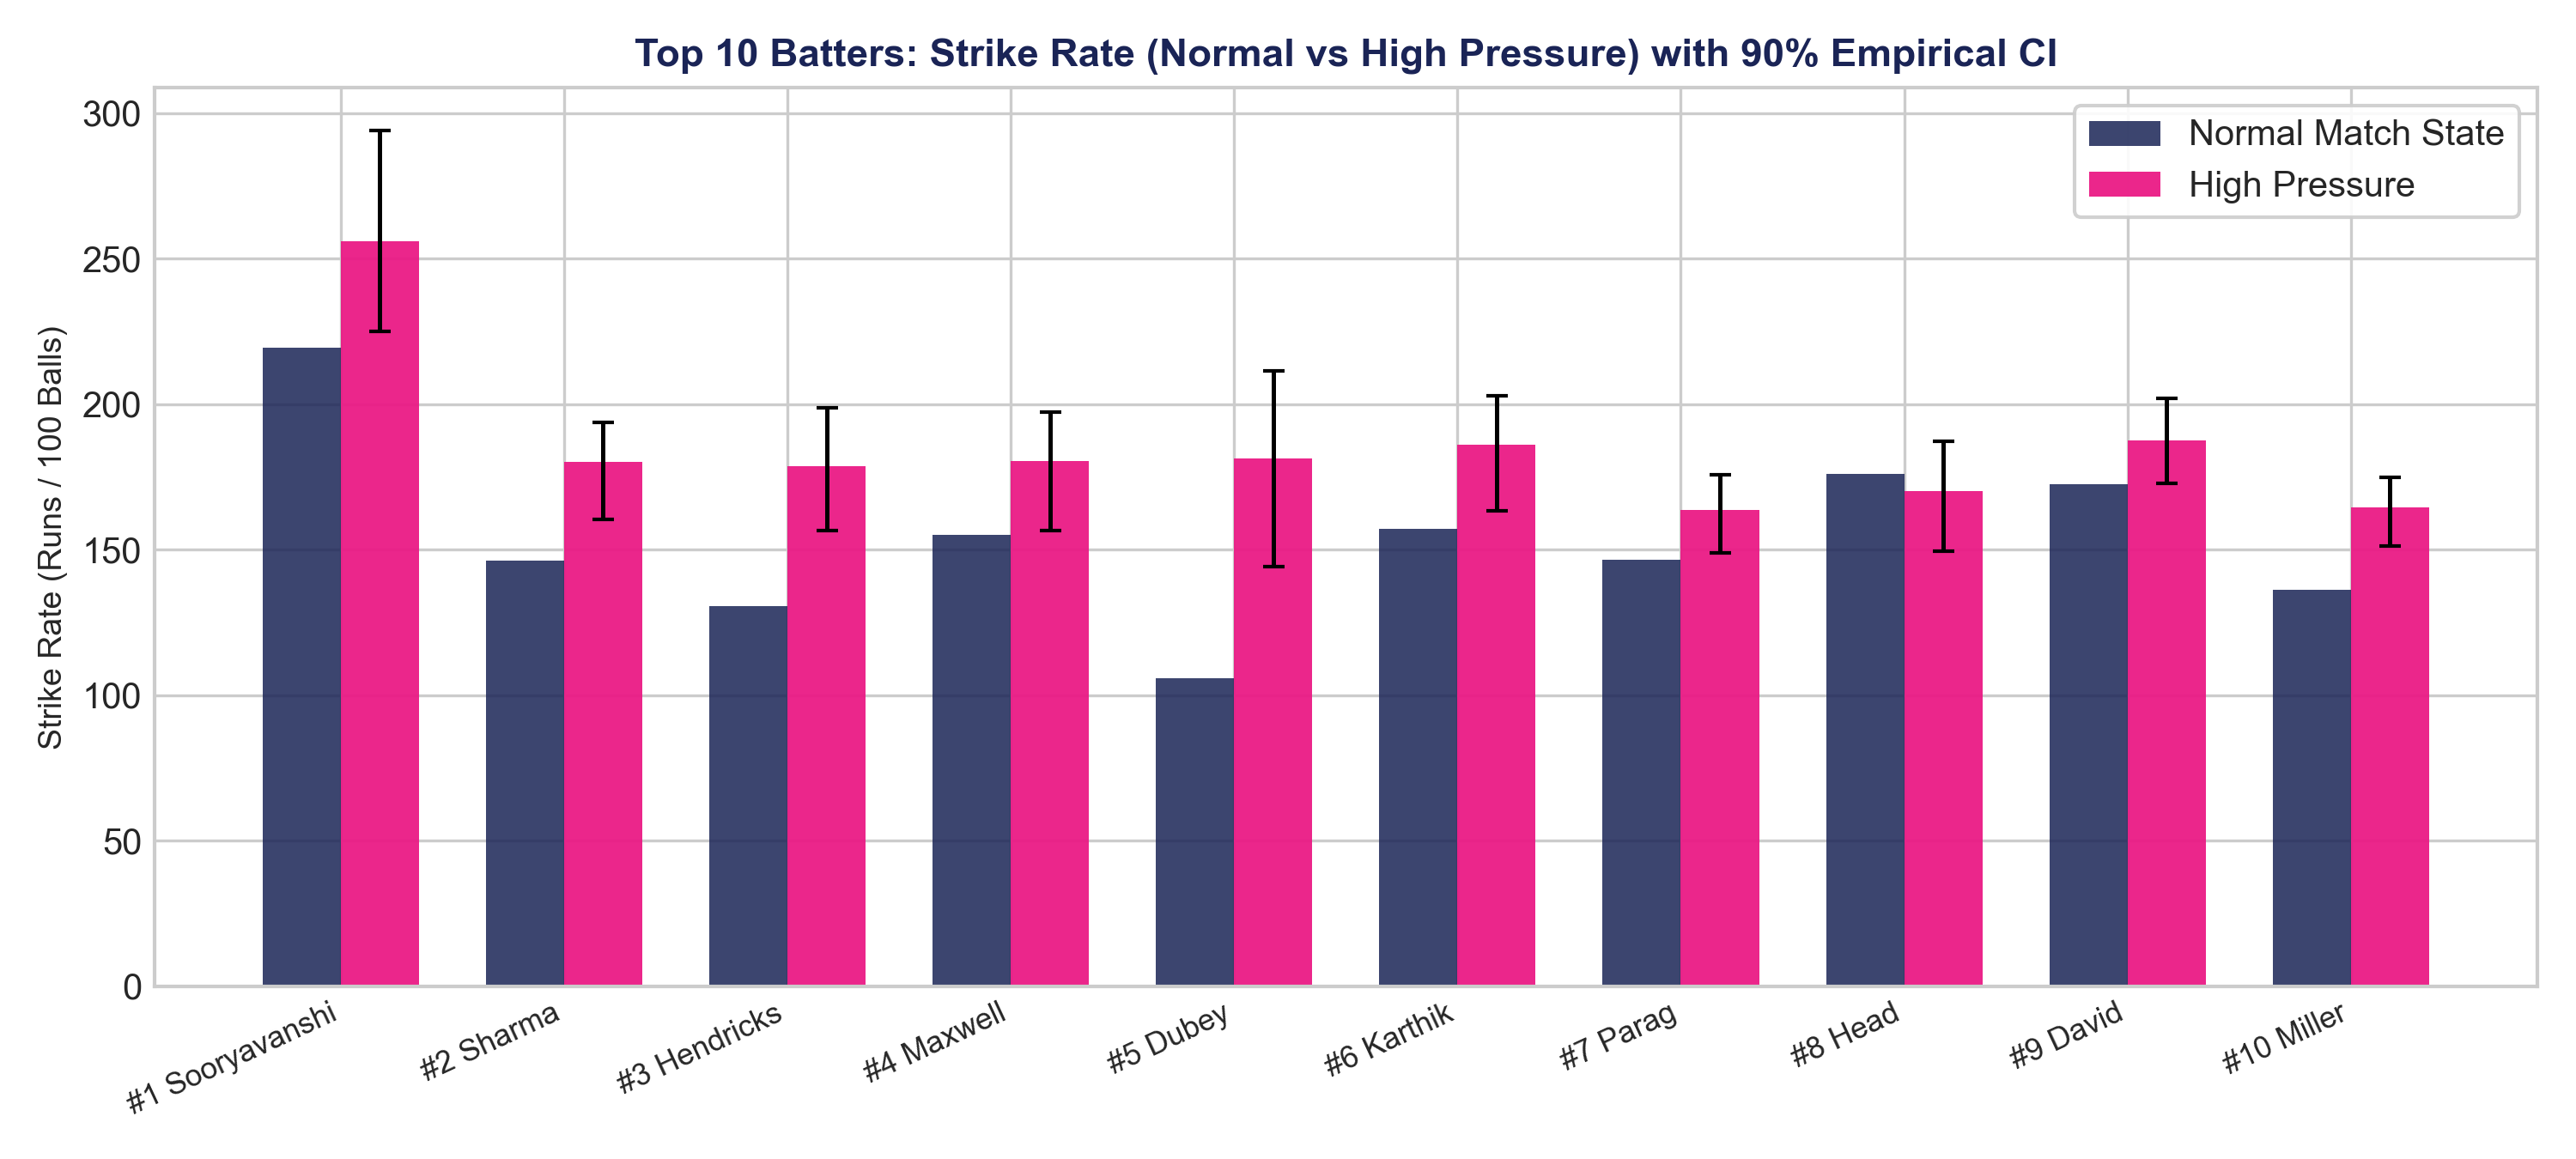 Top 10 Batters: Strike Rate (Normal vs High Pressure) with 90% Empirical CI
Normal Match State
High Pressure
Strike Rate (Runs / 100 Balls)
300
250
200
150
100
50
0
#1 Sooryavanshi
#2 Sharma
#3 Hendricks
#4 Maxwell
#5 Dubey
#6 Karthik
#7 Parag
#8 Head
#9 David
#10 Miller